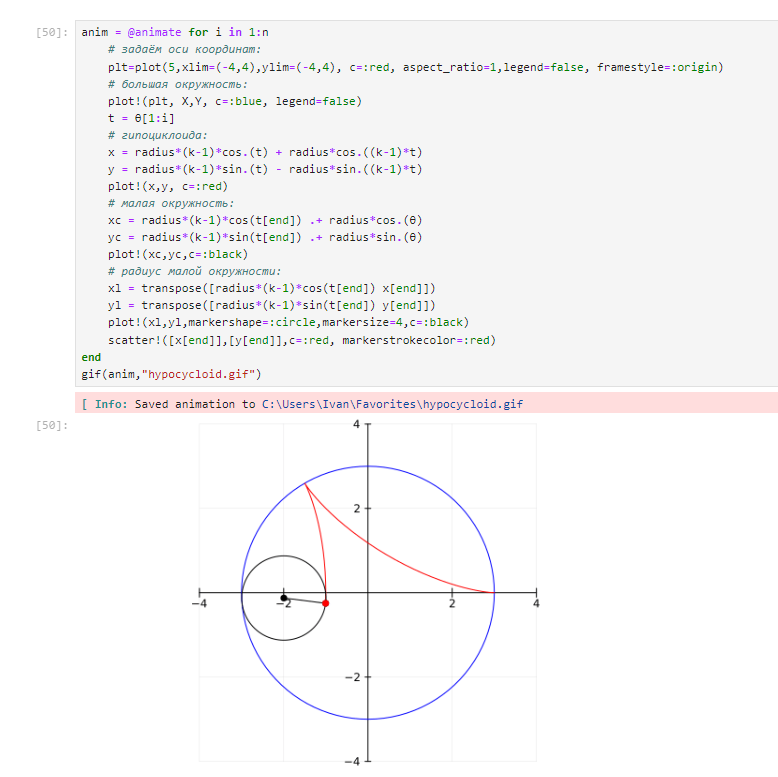 [50]: anim = @animate for i in 1:n
# задаём оси координат:
plt=plot(5,xlim=(-4,4),ylim=(-4,4), c=:red, aspect_ratio=1,legend=false, framestyle=:origin)
# большая окружность:
plot!(plt, X,Y, c=:blue, legend=false)
t = θ[1:i]
# гипоциклоида:
x = radius*(k-1)*cos.(t) + radius*cos.((k-1)*t)
y = radius*(k-1)*sin.(t) - radius*sin.((k-1)*t)
plot!(x,y, c=:red)
# малая окружность:
xc = radius*(k-1)*cos(t[end]) .+ radius*cos.(θ)
yc = radius*(k-1)*sin(t[end]) .+ radius*sin.(θ)
plot!(xc,yc,c=:black)
# радиус малой окружности:
xl = transpose([radius*(k-1)*cos(t[end]) x[end]])
yl = transpose([radius*(k-1)*sin(t[end]) y[end]])
plot!(xl,yl,markershape=:circle,markersize=4,c=:black)
scatter!([x[end]],[y[end]],c=:red, markerstrokecolor=:red)
end
gif(anim,"hypocycloid.gif")
[ Info: Saved animation to C:\Users\Ivan\Favorites\hypocycloid.gif
[50]:
4
2
−4 −2 2 4
−2
−4